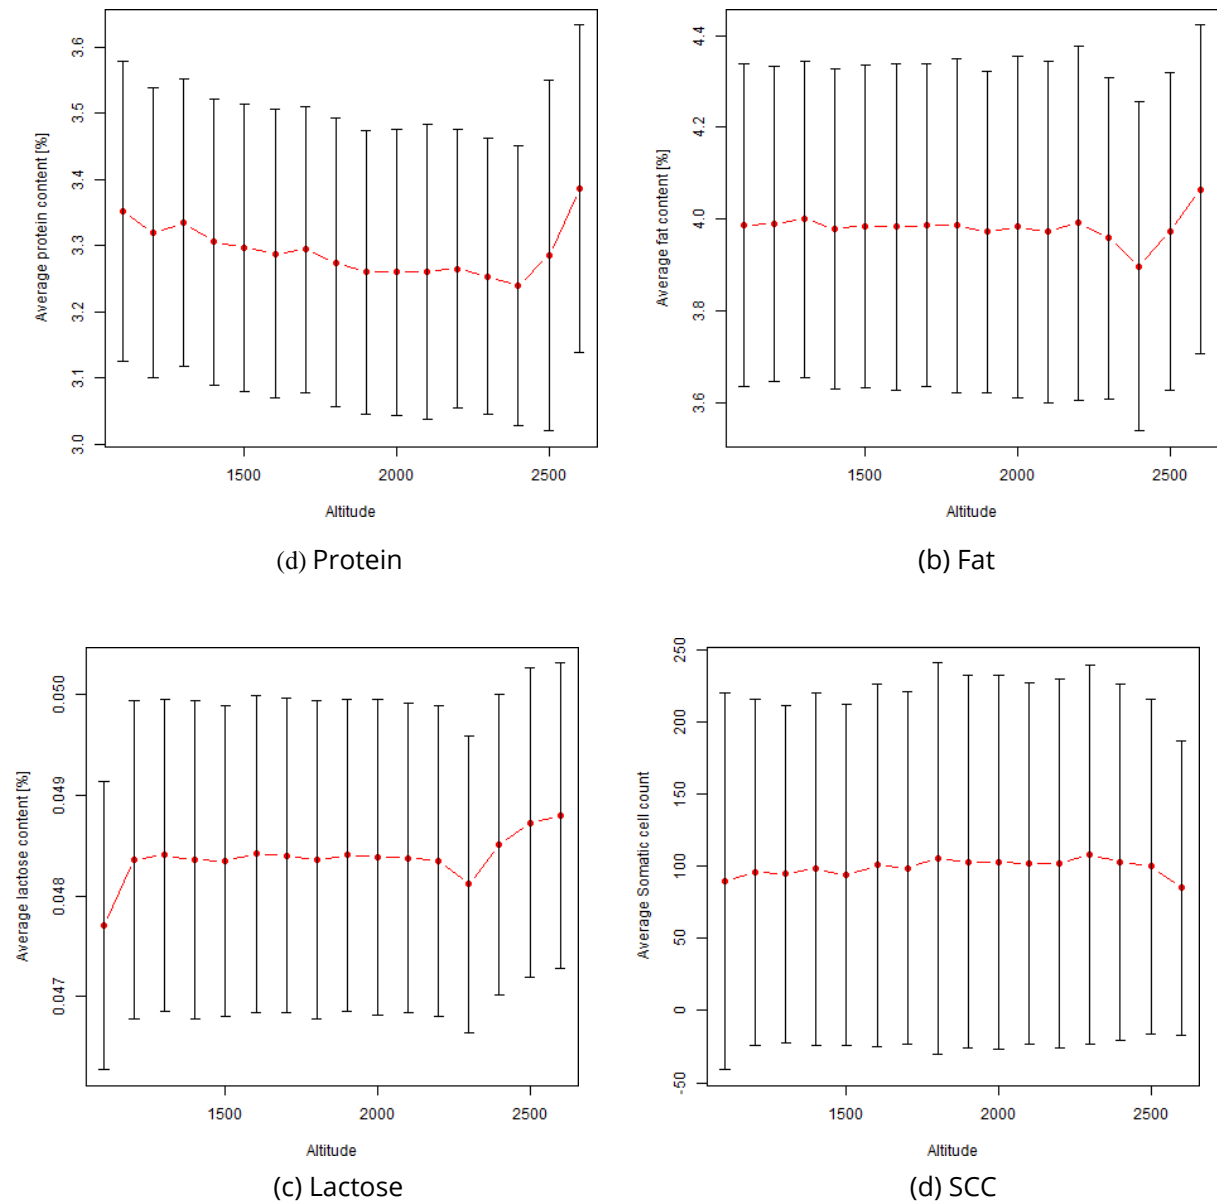 Average protein content [%]
3.6
3.5
3.4
3.3
3.2
3.1
3.0
1500 2000 2500
Altitude
(d) Protein
Average fat content [%]
4.4
4.2
4.0
3.8
3.6
1500 2000 2500
Altitude
(b) Fat
Average lactose content [%]
0.050
0.049
0.048
0.047
1500 2000 2500
Altitude
(c) Lactose
Average Somatic cell count
250
200
150
100
50
0
-50
1500 2000 2500
Altitude
(d) SCC